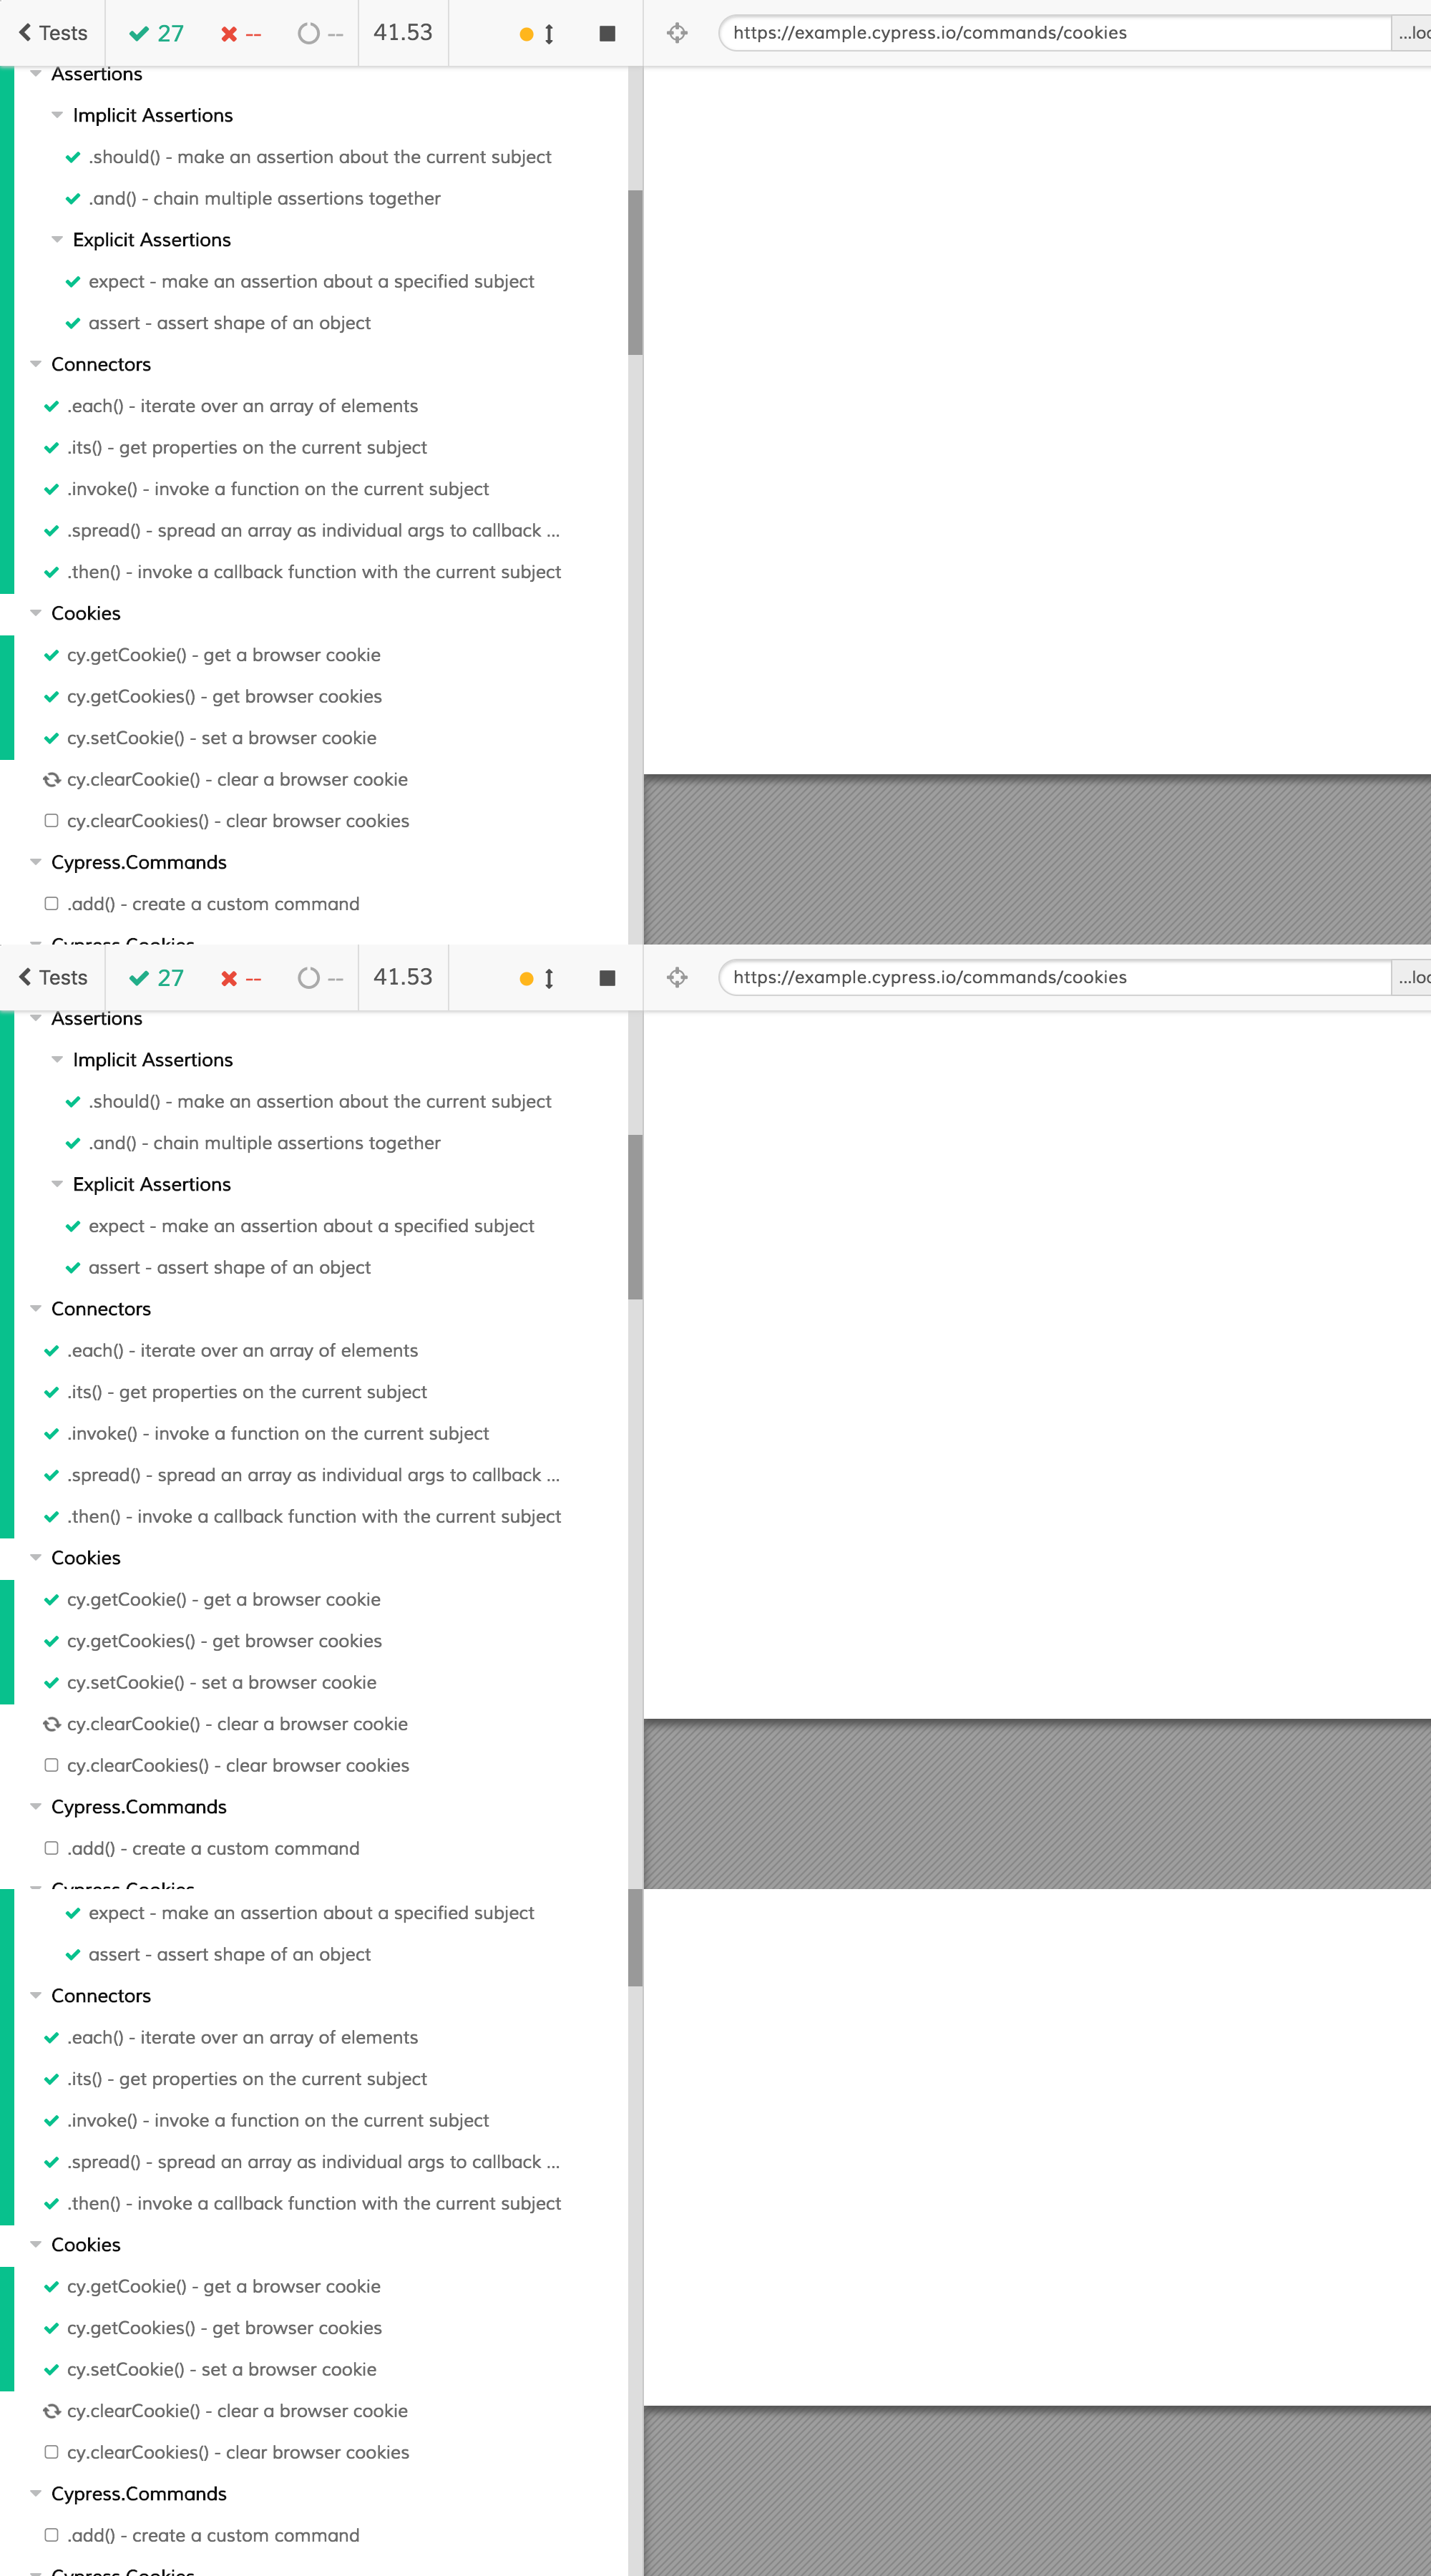 Tests 27 -- -- 41.53 https://example.cypress.io/commands/cookies ...loc
Assertions
Implicit Assertions
.should() - make an assertion about the current subject
.and() - chain multiple assertions together
Explicit Assertions
expect - make an assertion about a specified subject
assert - assert shape of an object
Connectors
.each() - iterate over an array of elements
.its() - get properties on the current subject
.invoke() - invoke a function on the current subject
.spread() - spread an array as individual args to callback ...
.then() - invoke a callback function with the current subject
Cookies
cy.getCookie() - get a browser cookie
cy.getCookies() - get browser cookies
cy.setCookie() - set a browser cookie
cy.clearCookie() - clear a browser cookie
cy.clearCookies() - clear browser cookies
Cypress.Commands
.add() - create a custom command
Cypress.Cookies
Tests 27 -- -- 41.53 https://example.cypress.io/commands/cookies ...loc
Assertions
Implicit Assertions
.should() - make an assertion about the current subject
.and() - chain multiple assertions together
Explicit Assertions
expect - make an assertion about a specified subject
assert - assert shape of an object
Connectors
.each() - iterate over an array of elements
.its() - get properties on the current subject
.invoke() - invoke a function on the current subject
.spread() - spread an array as individual args to callback ...
.then() - invoke a callback function with the current subject
Cookies
cy.getCookie() - get a browser cookie
cy.getCookies() - get browser cookies
cy.setCookie() - set a browser cookie
cy.clearCookie() - clear a browser cookie
cy.clearCookies() - clear browser cookies
Cypress.Commands
.add() - create a custom command
Cypress.Cookies
expect - make an assertion about a specified subject
assert - assert shape of an object
Connectors
.each() - iterate over an array of elements
.its() - get properties on the current subject
.invoke() - invoke a function on the current subject
.spread() - spread an array as individual args to callback ...
.then() - invoke a callback function with the current subject
Cookies
cy.getCookie() - get a browser cookie
cy.getCookies() - get browser cookies
cy.setCookie() - set a browser cookie
cy.clearCookie() - clear a browser cookie
cy.clearCookies() - clear browser cookies
Cypress.Commands
.add() - create a custom command
Cypress.Cookies